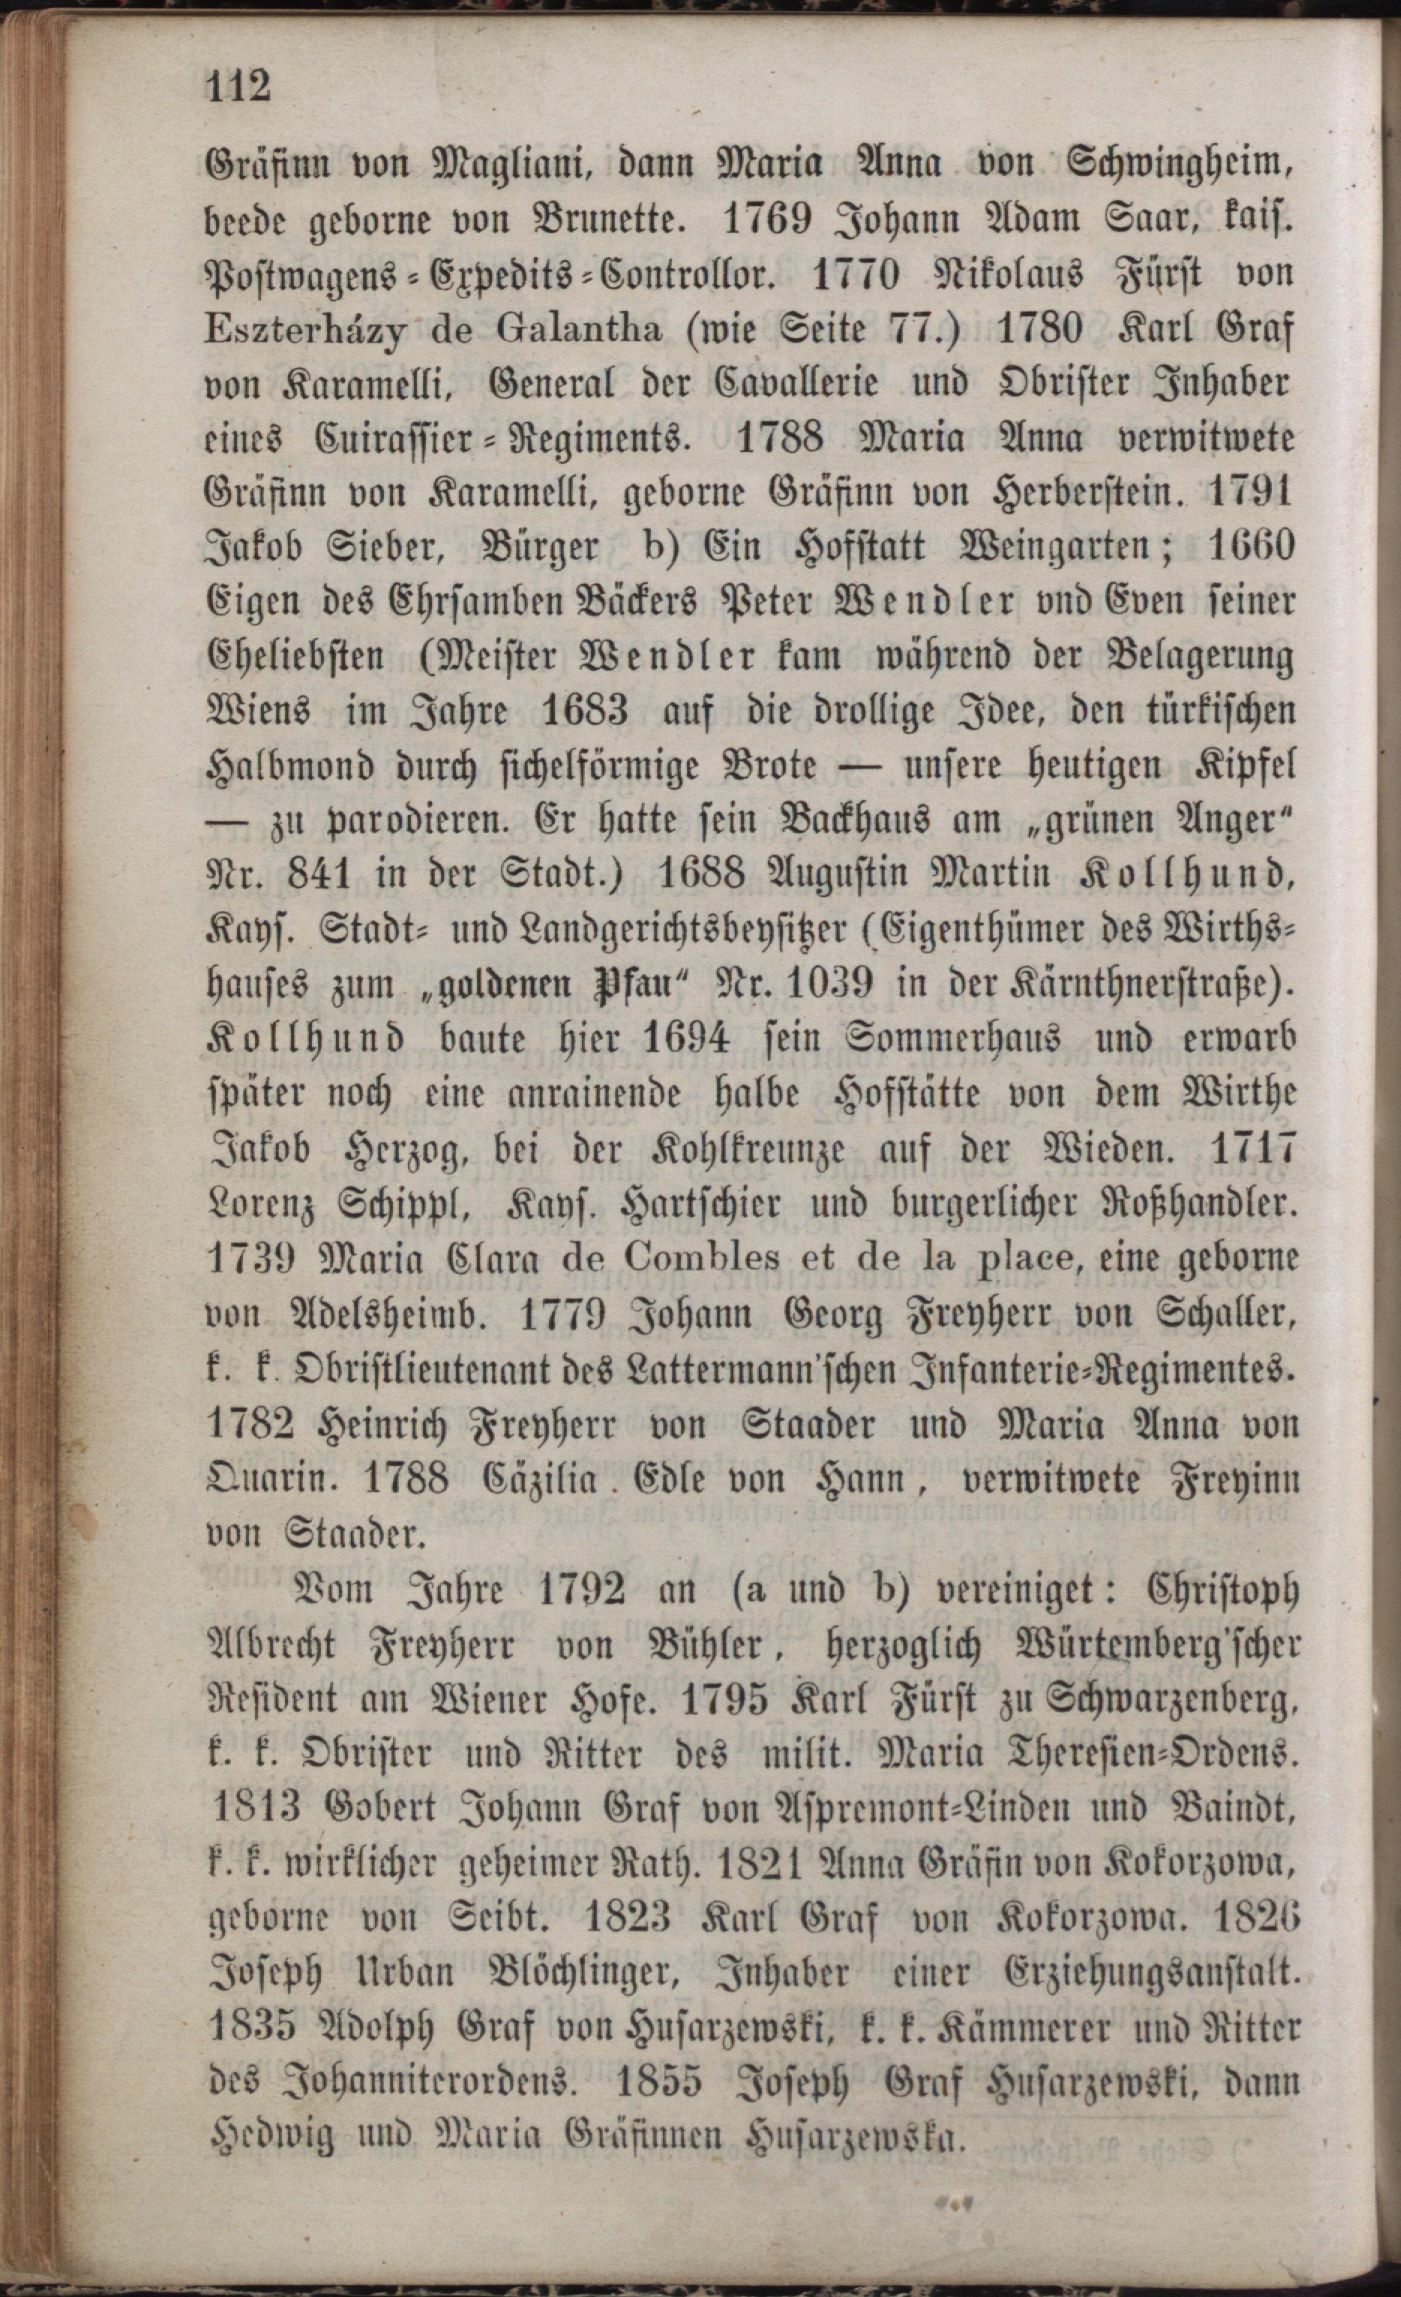 112
Gräfinn von Magliani, dann Maria Anna von Schwingheim,
beede geborne von Brunette. 1769 Johann Adam Saar, kais.
Postwagens-Expedits-Controllor. 1770 Nikolaus Fürst von
Eszterházy de Galantha (wie Seite 77.) 1780 Karl Graf
von Karamelli, General der Cavallerie und Obrister Inhaber
eines Cuirassier-Regiments. 1788 Maria Anna verwitwete
Gräfinn von Karamelli, geborne Gräfinn von Herberstein. 1791
Jakob Sieber, Bürger b) Ein Hofstatt Weingarten; 1660
Eigen des Ehrsamben Bäckers Peter Wendler vnd Even seiner
Eheliebsten (Meister Wendler kam während der Belagerung
Wiens im Jahre 1683 auf die drollige Idee, den türkischen
Halbmond durch sichelförmige Brote — unsere heutigen Kipfel
— zu parodieren. Er hatte sein Backhaus am „grünen Anger“
Nr. 841 in der Stadt.) 1688 Augustin Martin Kollhund,
Kays. Stadt- und Landgerichtsbeysitzer (Eigenthümer des Wirths-
hauses zum „goldenen Pfau“ Nr. 1039 in der Kärnthnerstraße).
Kollhund baute hier 1694 sein Sommerhaus und erwarb
später noch eine anrainende halbe Hofstätte von dem Wirthe
Jakob Herzog, bei der Kohlkreunze auf der Wieden. 1717
Lorenz Schippl, Kays. Hartschier und burgerlicher Roßhandler.
1739 Maria Clara de Combles et de la place, eine geborne
von Adelsheimb. 1779 Johann Georg Freyherr von Schaller,
k. k. Obristlieutenant des Lattermann'schen Infanterie-Regimentes.
1782 Heinrich Freyherr von Staader und Maria Anna von
Quarin. 1788 Cäzilia. Edle von Hann, verwitwete Freyinn
von Staader.
Vom Jahre 1792 an (a und b) vereiniget: Christoph
Albrecht Freyherr von Bühler, herzoglich Würtemberg'scher
Resident am Wiener Hofe. 1795 Karl Fürst zu Schwarzenberg,
k. k. Obrister und Ritter des milit. Maria Theresien-Ordens.
1813 Gobert Johann Graf von Aspremont-Linden und Baindt,
k. k. wirklicher geheimer Rath. 1821 Anna Gräfin von Kokorzowa,
geborne von Seibt. 1823 Karl Graf von Kokorzowa. 1826
Joseph Urban Blöchlinger, Inhaber einer Erziehungsanstalt.
1835 Adolph Graf von Husarzewski, k. k. Kämmerer und Ritter
des Johanniterordens. 1855 Joseph Graf Husarzewski, dann
Hedwig und Maria Gräfinnen Husarzewska.